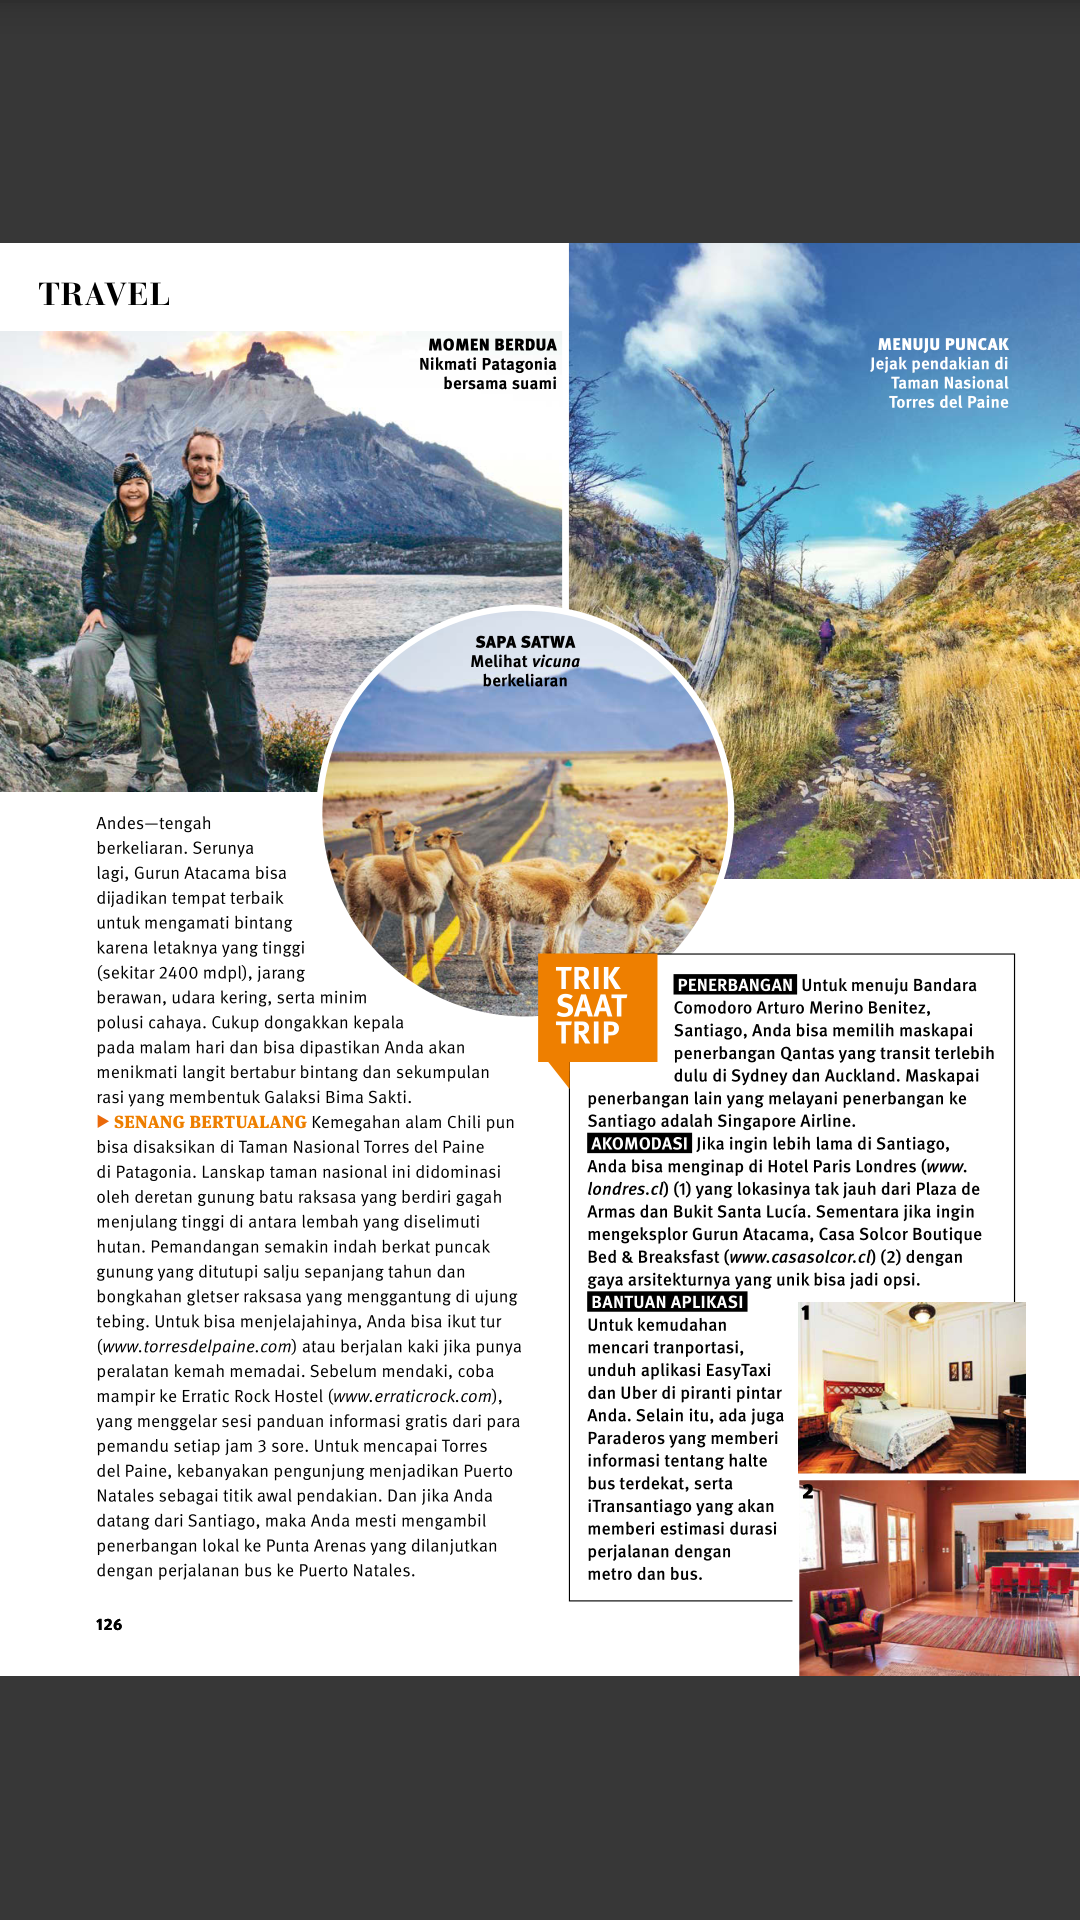 TRAVEL
MOMEN BERDUA
Nikmati Patagonia
bersama suami
MENUJU PUNCAK
Jejak pendakian di
Taman Nasional
Torres del Paine
SAPA SATWA
Melihat vicuna
berkeliaran
Andes—tengah
berkeliaran. Serunya
lagi, Gurun Atacama bisa
dijadikan tempat terbaik
untuk mengamati bintang
karena letaknya yang tinggi
(sekitar 2400 mdpl), jarang
berawan, udara kering, serta minim
polusi cahaya. Cukup dongakkan kepala
pada malam hari dan bisa dipastikan Anda akan
menikmati langit bertabur bintang dan sekumpulan
rasi yang membentuk Galaksi Bima Sakti.
▶ SENANG BERTUALANG Kemegahan alam Chili pun
bisa disaksikan di Taman Nasional Torres del Paine
di Patagonia. Lanskap taman nasional ini didominasi
oleh deretan gunung batu raksasa yang berdiri gagah
menjulang tinggi di antara lembah yang diselimuti
hutan. Pemandangan semakin indah berkat puncak
gunung yang ditutupi salju sepanjang tahun dan
bongkahan gletser raksasa yang menggantung di ujung
tebing. Untuk bisa menjelajahinya, Anda bisa ikut tur
(www.torresdelpaine.com) atau berjalan kaki jika punya
peralatan kemah memadai. Sebelum mendaki, coba
mampir ke Erratic Rock Hostel (www.erraticrock.com),
yang menggelar sesi panduan informasi gratis dari para
pemandu setiap jam 3 sore. Untuk mencapai Torres
del Paine, kebanyakan pengunjung menjadikan Puerto
Natales sebagai titik awal pendakian. Dan jika Anda
datang dari Santiago, maka Anda mesti mengambil
penerbangan lokal ke Punta Arenas yang dilanjutkan
dengan perjalanan bus ke Puerto Natales.
126
TRIK
SAAT
TRIP
PENERBANGAN Untuk menuju Bandara
Comodoro Arturo Merino Benitez,
Santiago, Anda bisa memilih maskapai
penerbangan Qantas yang transit terlebih
dulu di Sydney dan Auckland. Maskapai
penerbangan lain yang melayani penerbangan ke
Santiago adalah Singapore Airline.
AKOMODASI Jika ingin lebih lama di Santiago,
Anda bisa menginap di Hotel Paris Londres (www.
londres.cl) (1) yang lokasinya tak jauh dari Plaza de
Armas dan Bukit Santa Lucía. Sementara jika ingin
mengeksplor Gurun Atacama, Casa Solcor Boutique
Bed & Breaksfast (www.casasolcor.cl) (2) dengan
gaya arsitekturnya yang unik bisa jadi opsi.
BANTUAN APLIKASI
Untuk kemudahan
mencari tranportasi,
unduh aplikasi EasyTaxi
dan Uber di piranti pintar
Anda. Selain itu, ada juga
Paraderos yang memberi
informasi tentang halte
bus terdekat, serta
iTransantiago yang akan
memberi estimasi durasi
perjalanan dengan
metro dan bus.
1
2